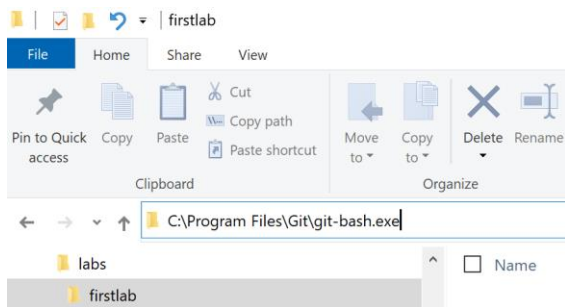 firstlab
File Home Share View
Pin to Quick access
Copy
Paste
Cut
Copy path
Paste shortcut
Move to
Copy to
Delete
Rename
Clipboard
Organize
C:\Program Files\Git\git-bash.exe
labs
Name
firstlab